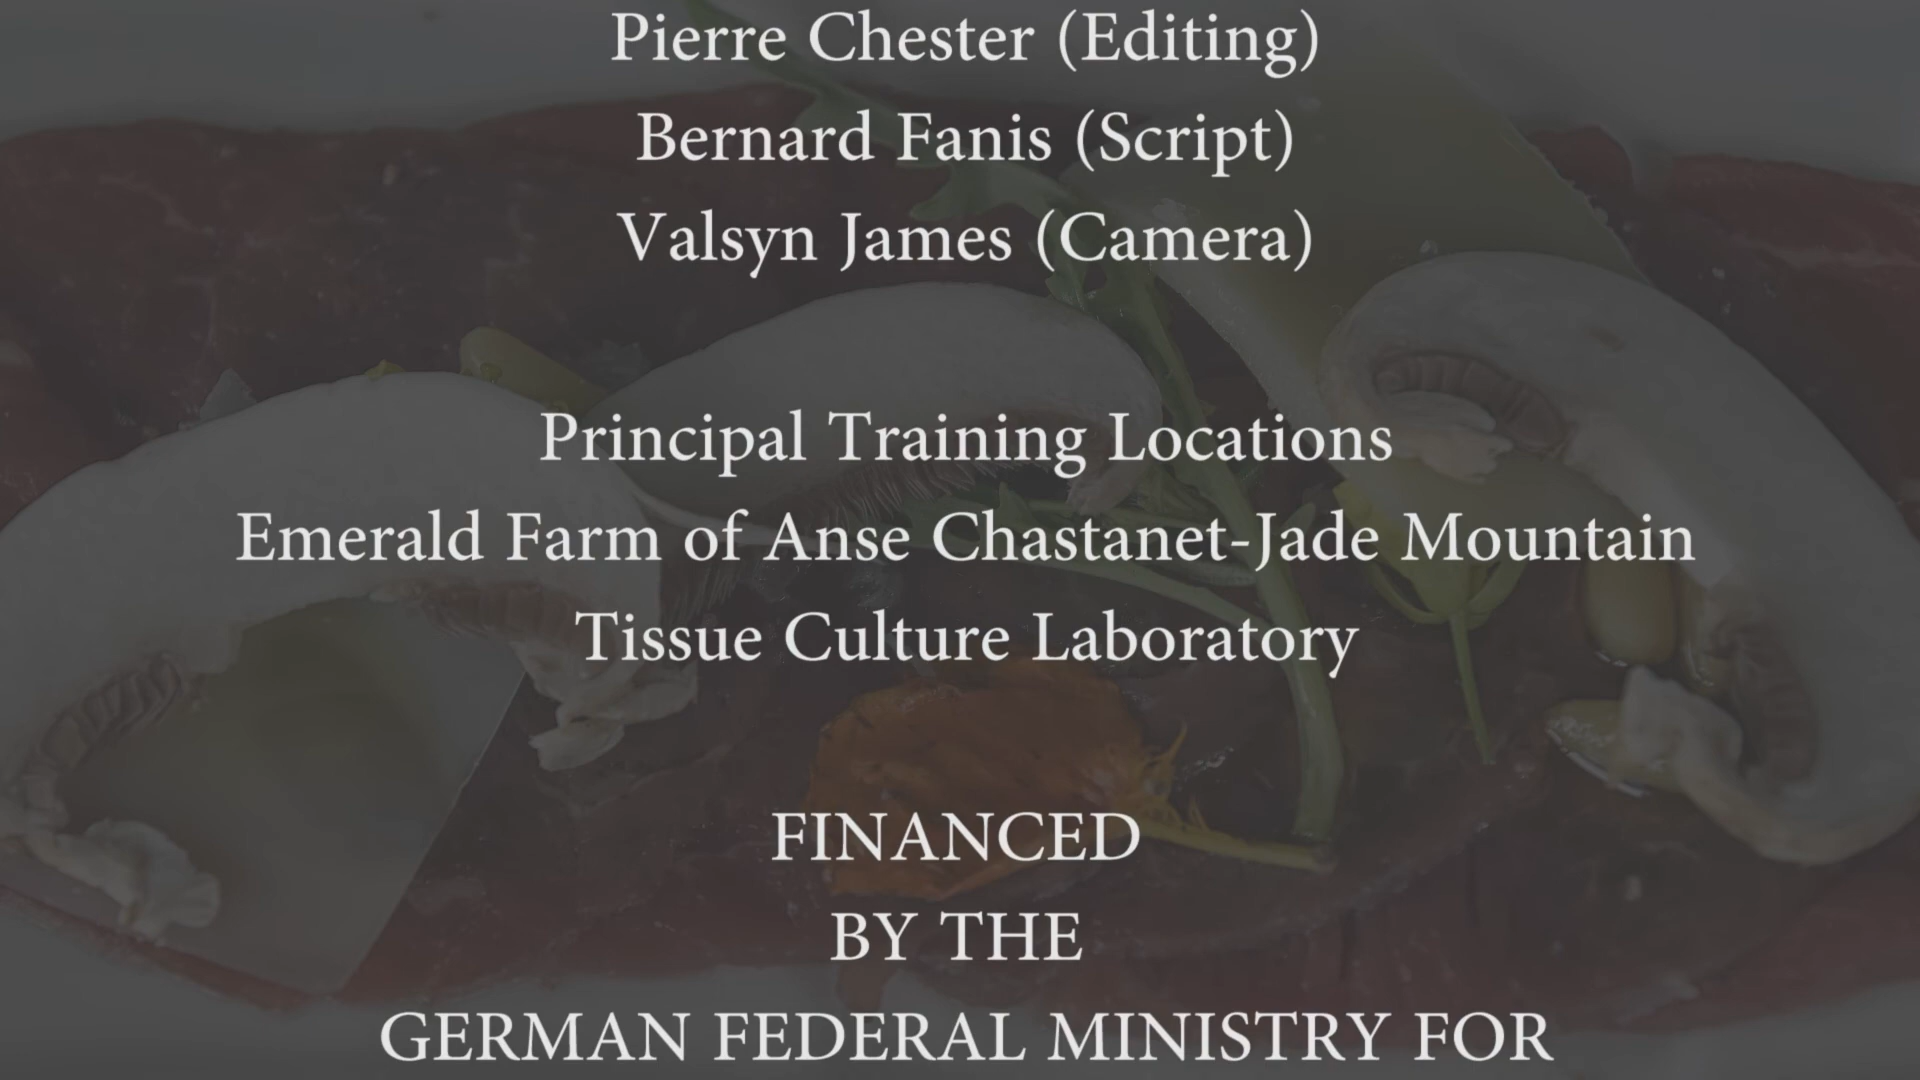 Pierre Chester (Editing)
Bernard Fanis (Script)
Valsyn James (Camera)
Principal Training Locations
Emerald Farm of Anse Chastanet-Jade Mountain
Tissue Culture Laboratory
FINANCED
BY THE
GERMAN FEDERAL MINISTRY FOR